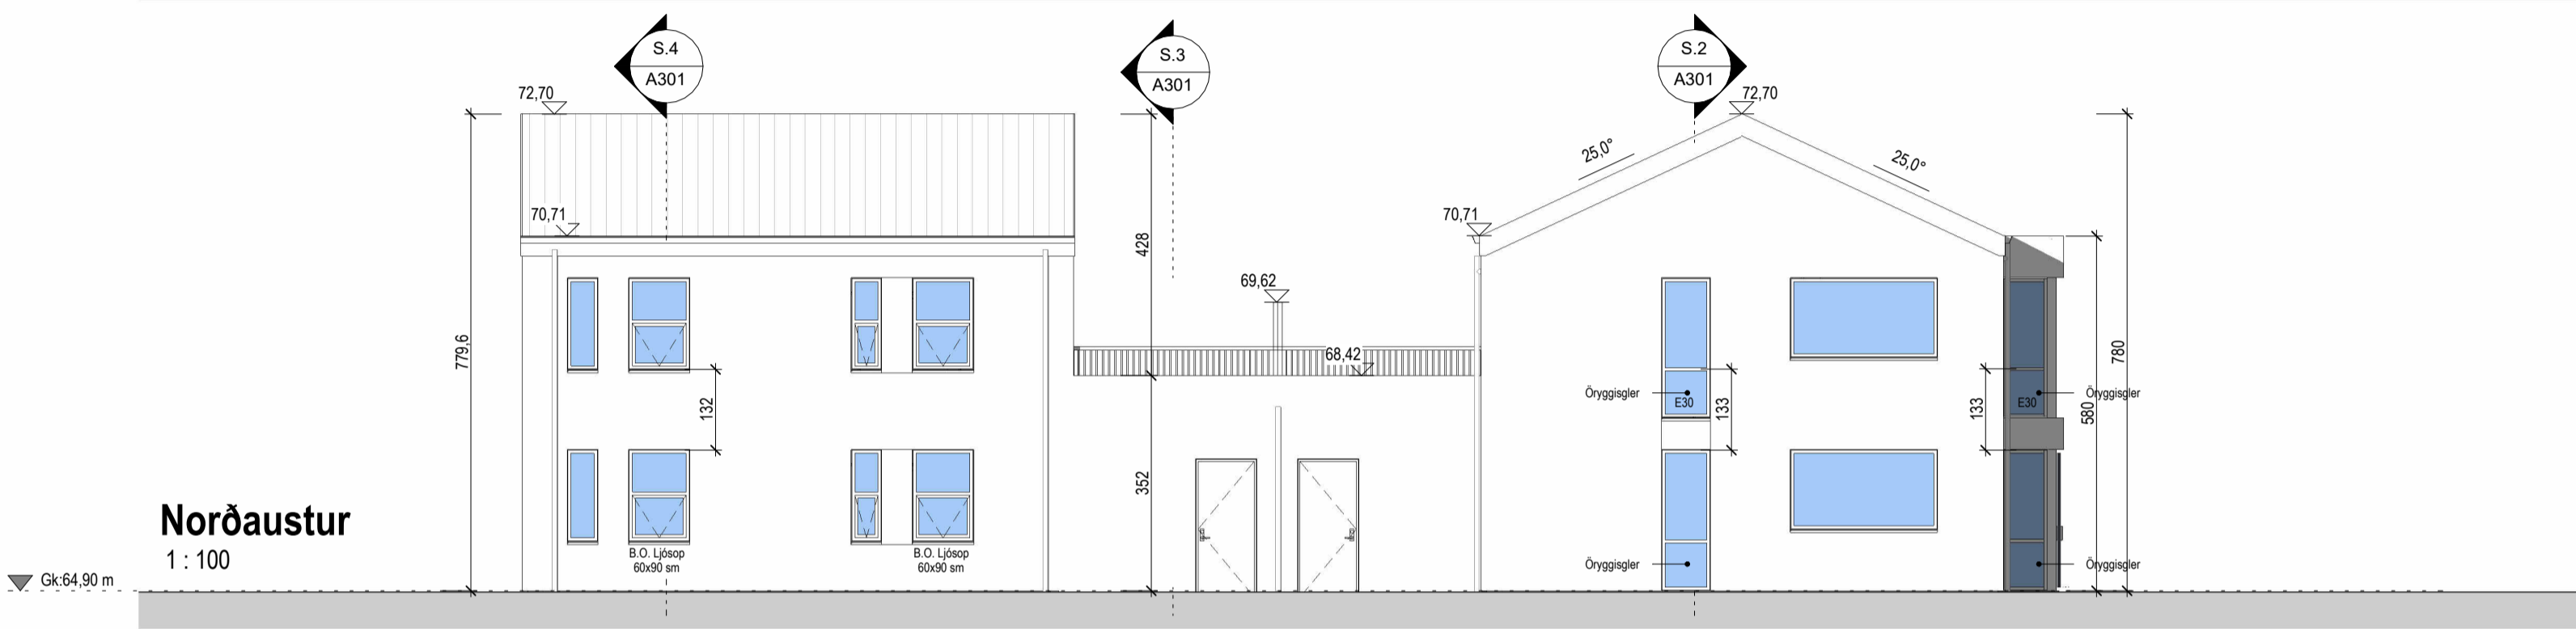 S.4
A301
S.3
A301
S.2
A301
72,70
72,70
25,0°
25,0°
70,71
70,71
428
69,62
779,6
68,42
780
132
Öryggisgler
E30
133
133
E30
Öryggisgler
580
352
Norðaustur
1 : 100
B.O. Ljósop
60x90 sm
B.O. Ljósop
60x90 sm
Öryggisgler
Öryggisgler
Gk:64,90 m